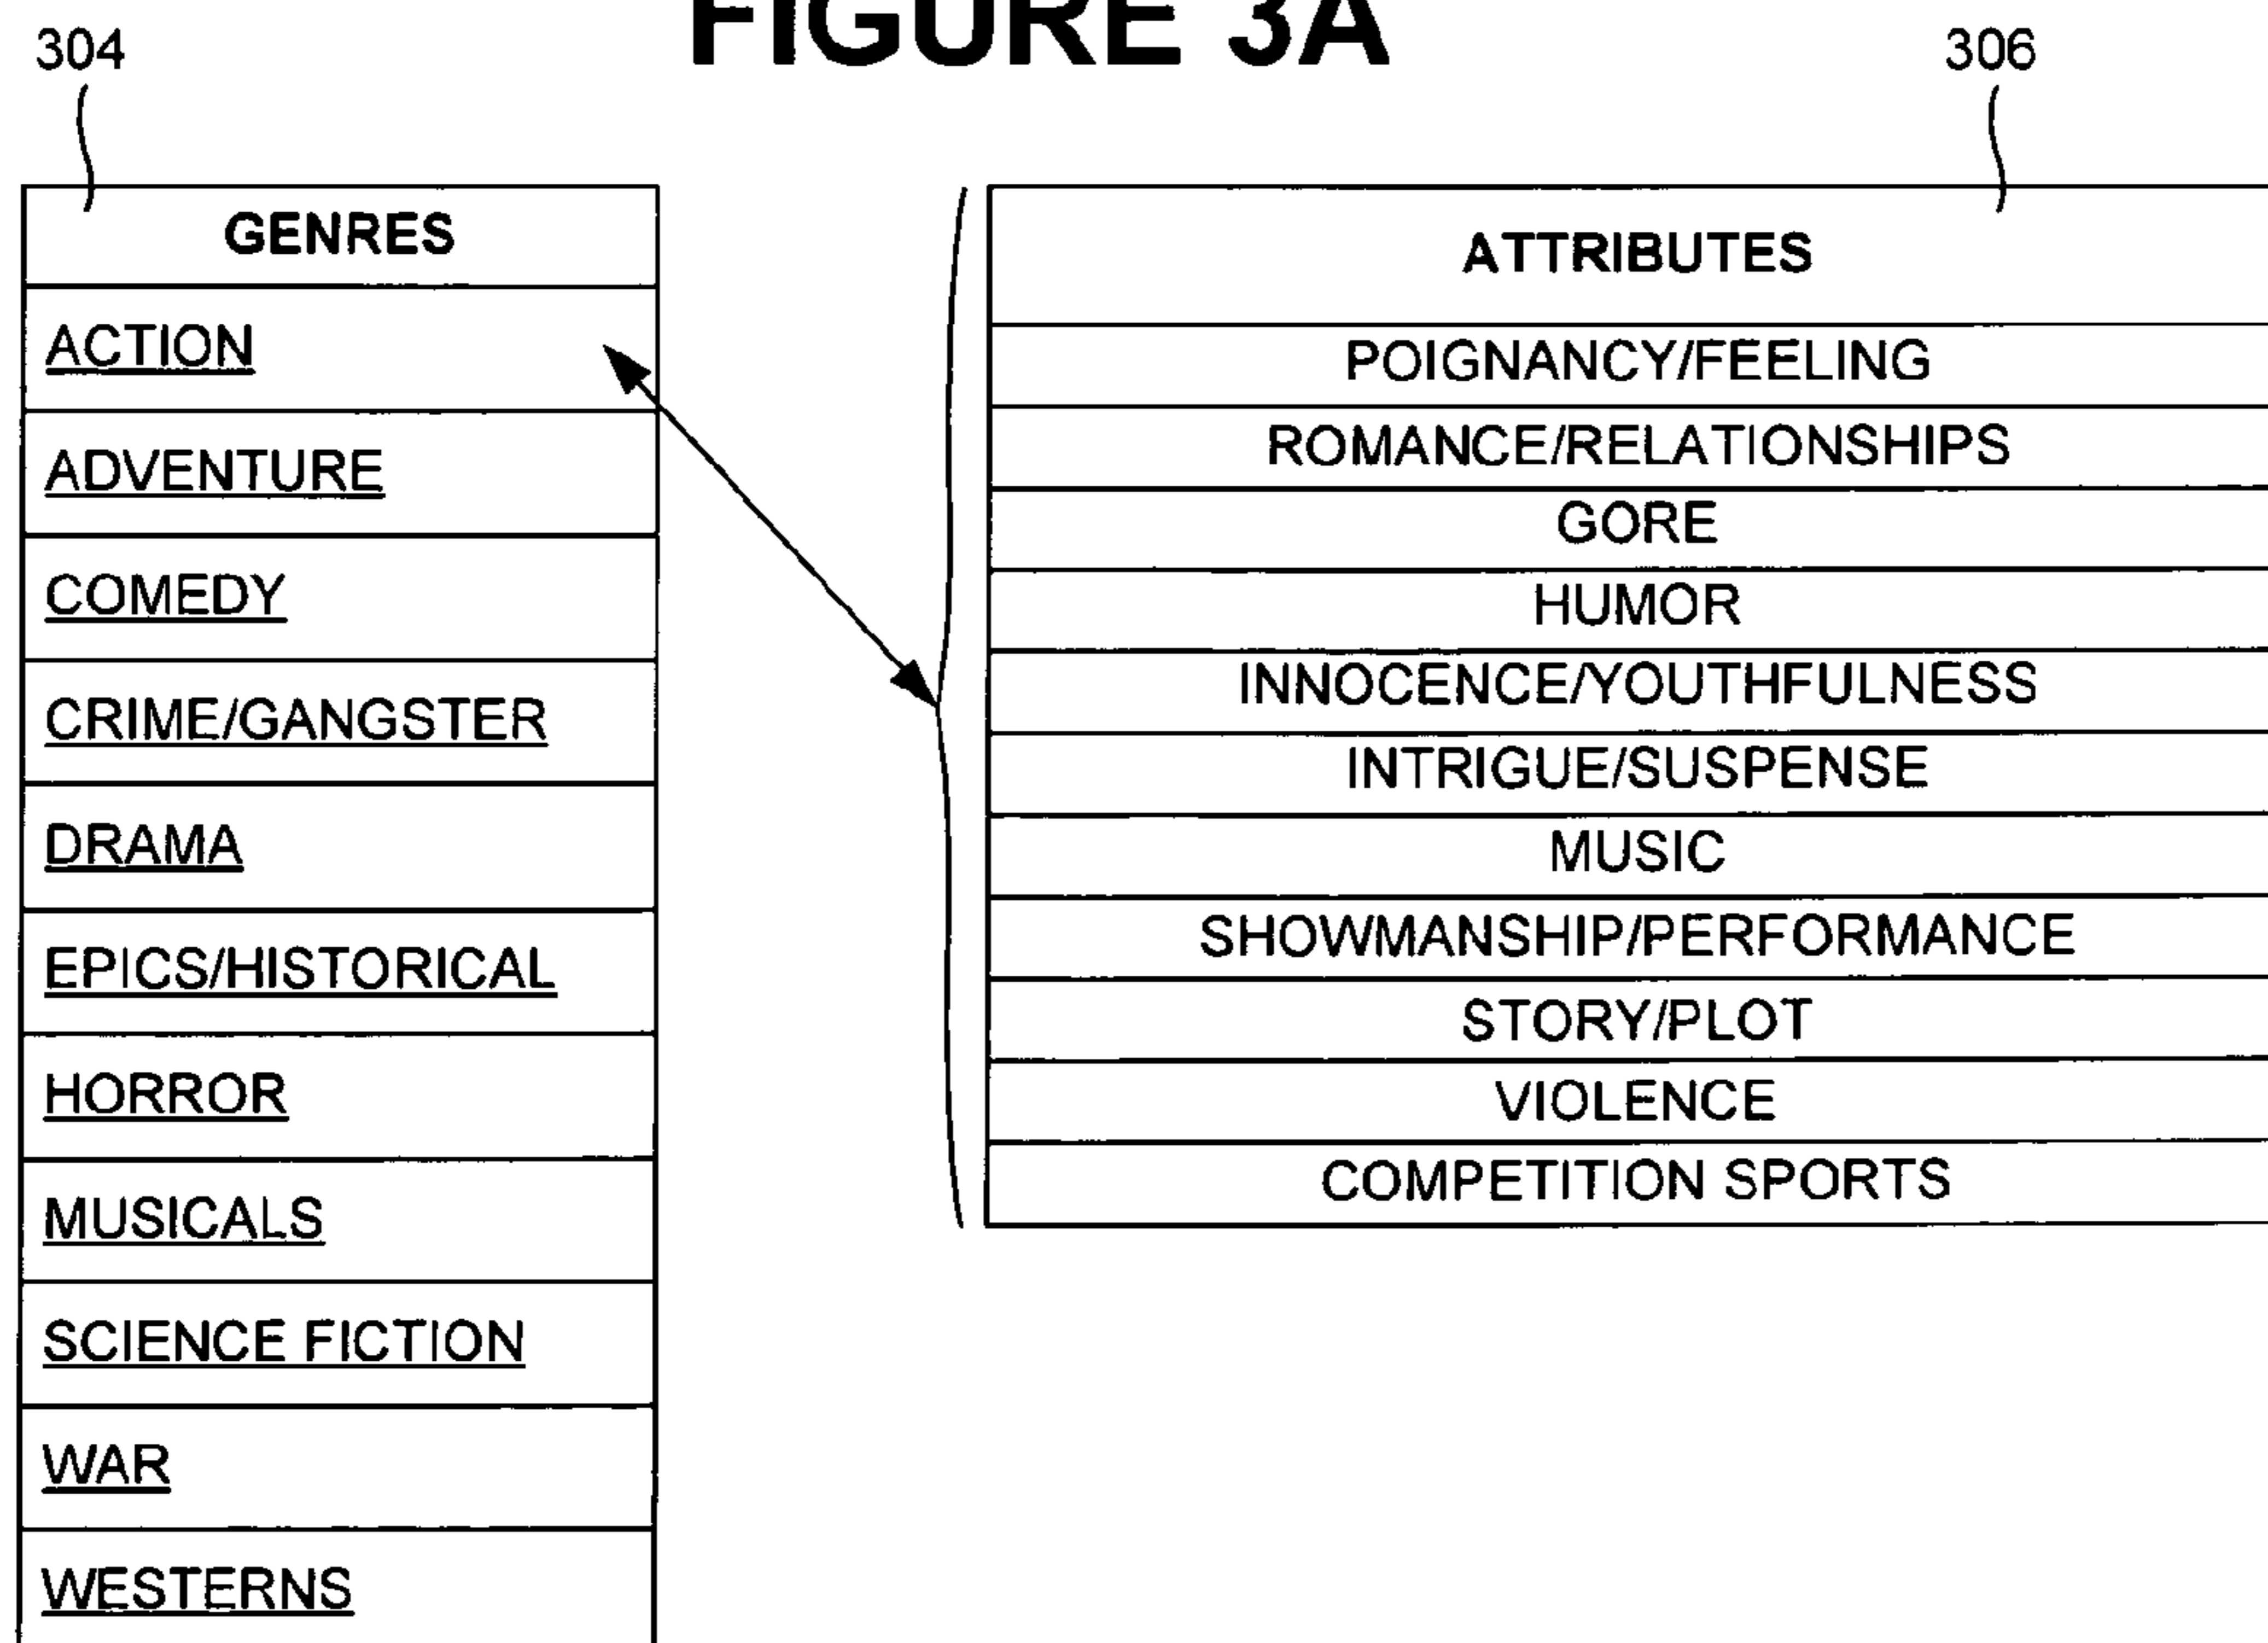 FIGURE 3A
304
306
GENRES
ACTION
ADVENTURE
COMEDY
CRIME/GANGSTER
DRAMA
EPICS/HISTORICAL
HORROR
MUSICALS
SCIENCE FICTION
WAR
WESTERNS
ATTRIBUTES
POIGNANCY/FEELING
ROMANCE/RELATIONSHIPS
GORE
HUMOR
INNOCENCE/YOUTHFULNESS
INTRIGUE/SUSPENSE
MUSIC
SHOWMANSHIP/PERFORMANCE
STORY/PLOT
VIOLENCE
COMPETITION SPORTS